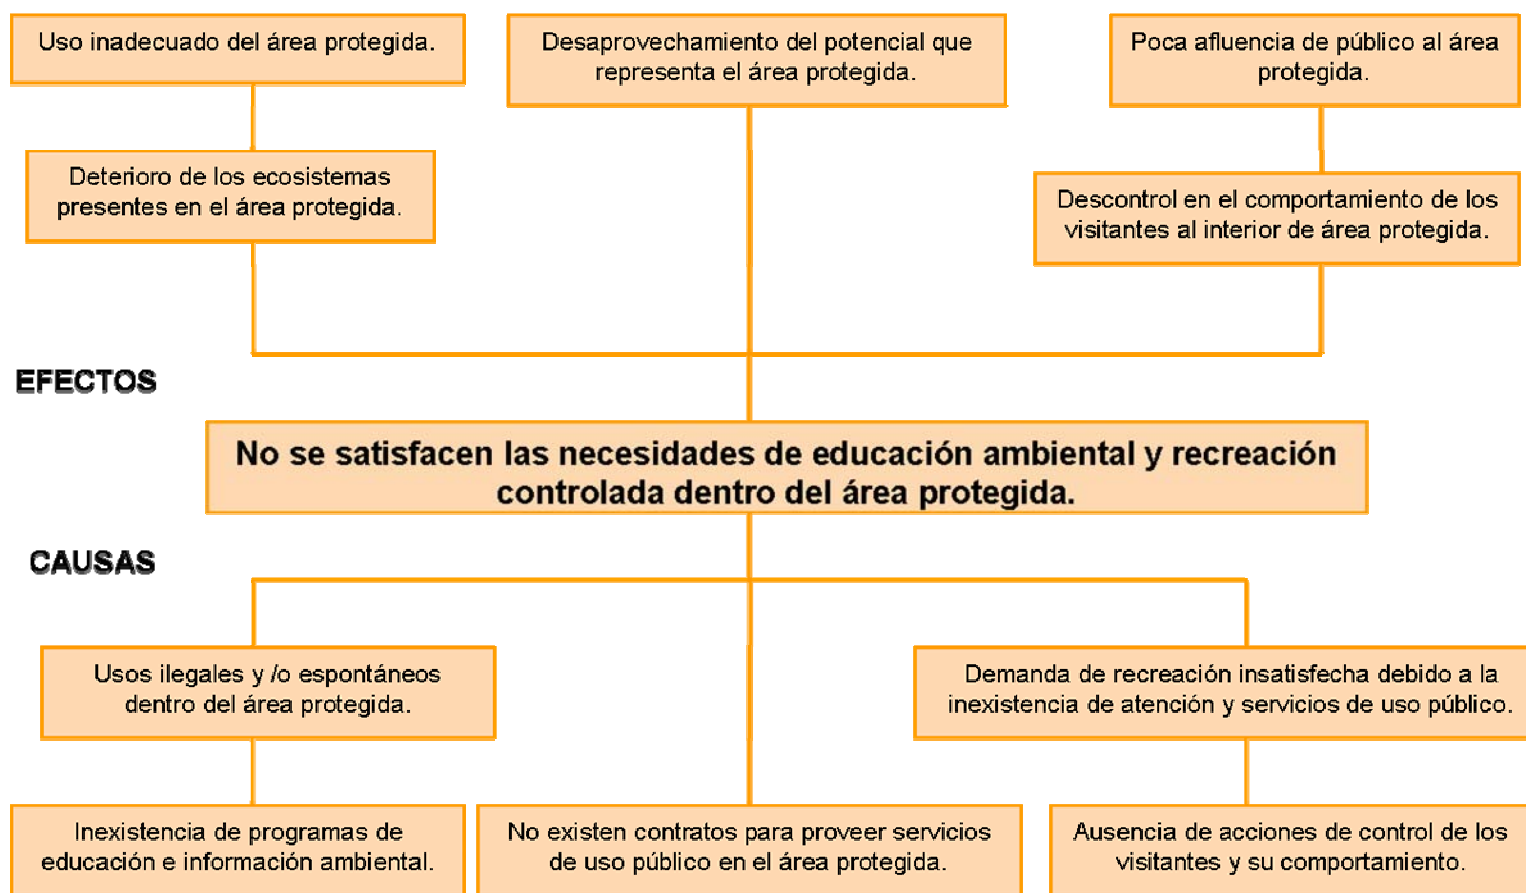 Uso inadecuado del área protegida.
Desaprovechamiento del potencial que
representa el área protegida.
Poca afluencia de público al área
protegida.
Deterioro de los ecosistemas
presentes en el área protegida.
Descontrol en el comportamiento de los
visitantes al interior de área protegida.
EFECTOS
No se satisfacen las necesidades de educación ambiental y recreación
controlada dentro del área protegida.
CAUSAS
Usos ilegales y /o espontáneos
dentro del área protegida.
Demanda de recreación insatisfecha debido a la
inexistencia de atención y servicios de uso público.
Inexistencia de programas de
educación e información ambiental.
No existen contratos para proveer servicios
de uso público en el área protegida.
Ausencia de acciones de control de los
visitantes y su comportamiento.